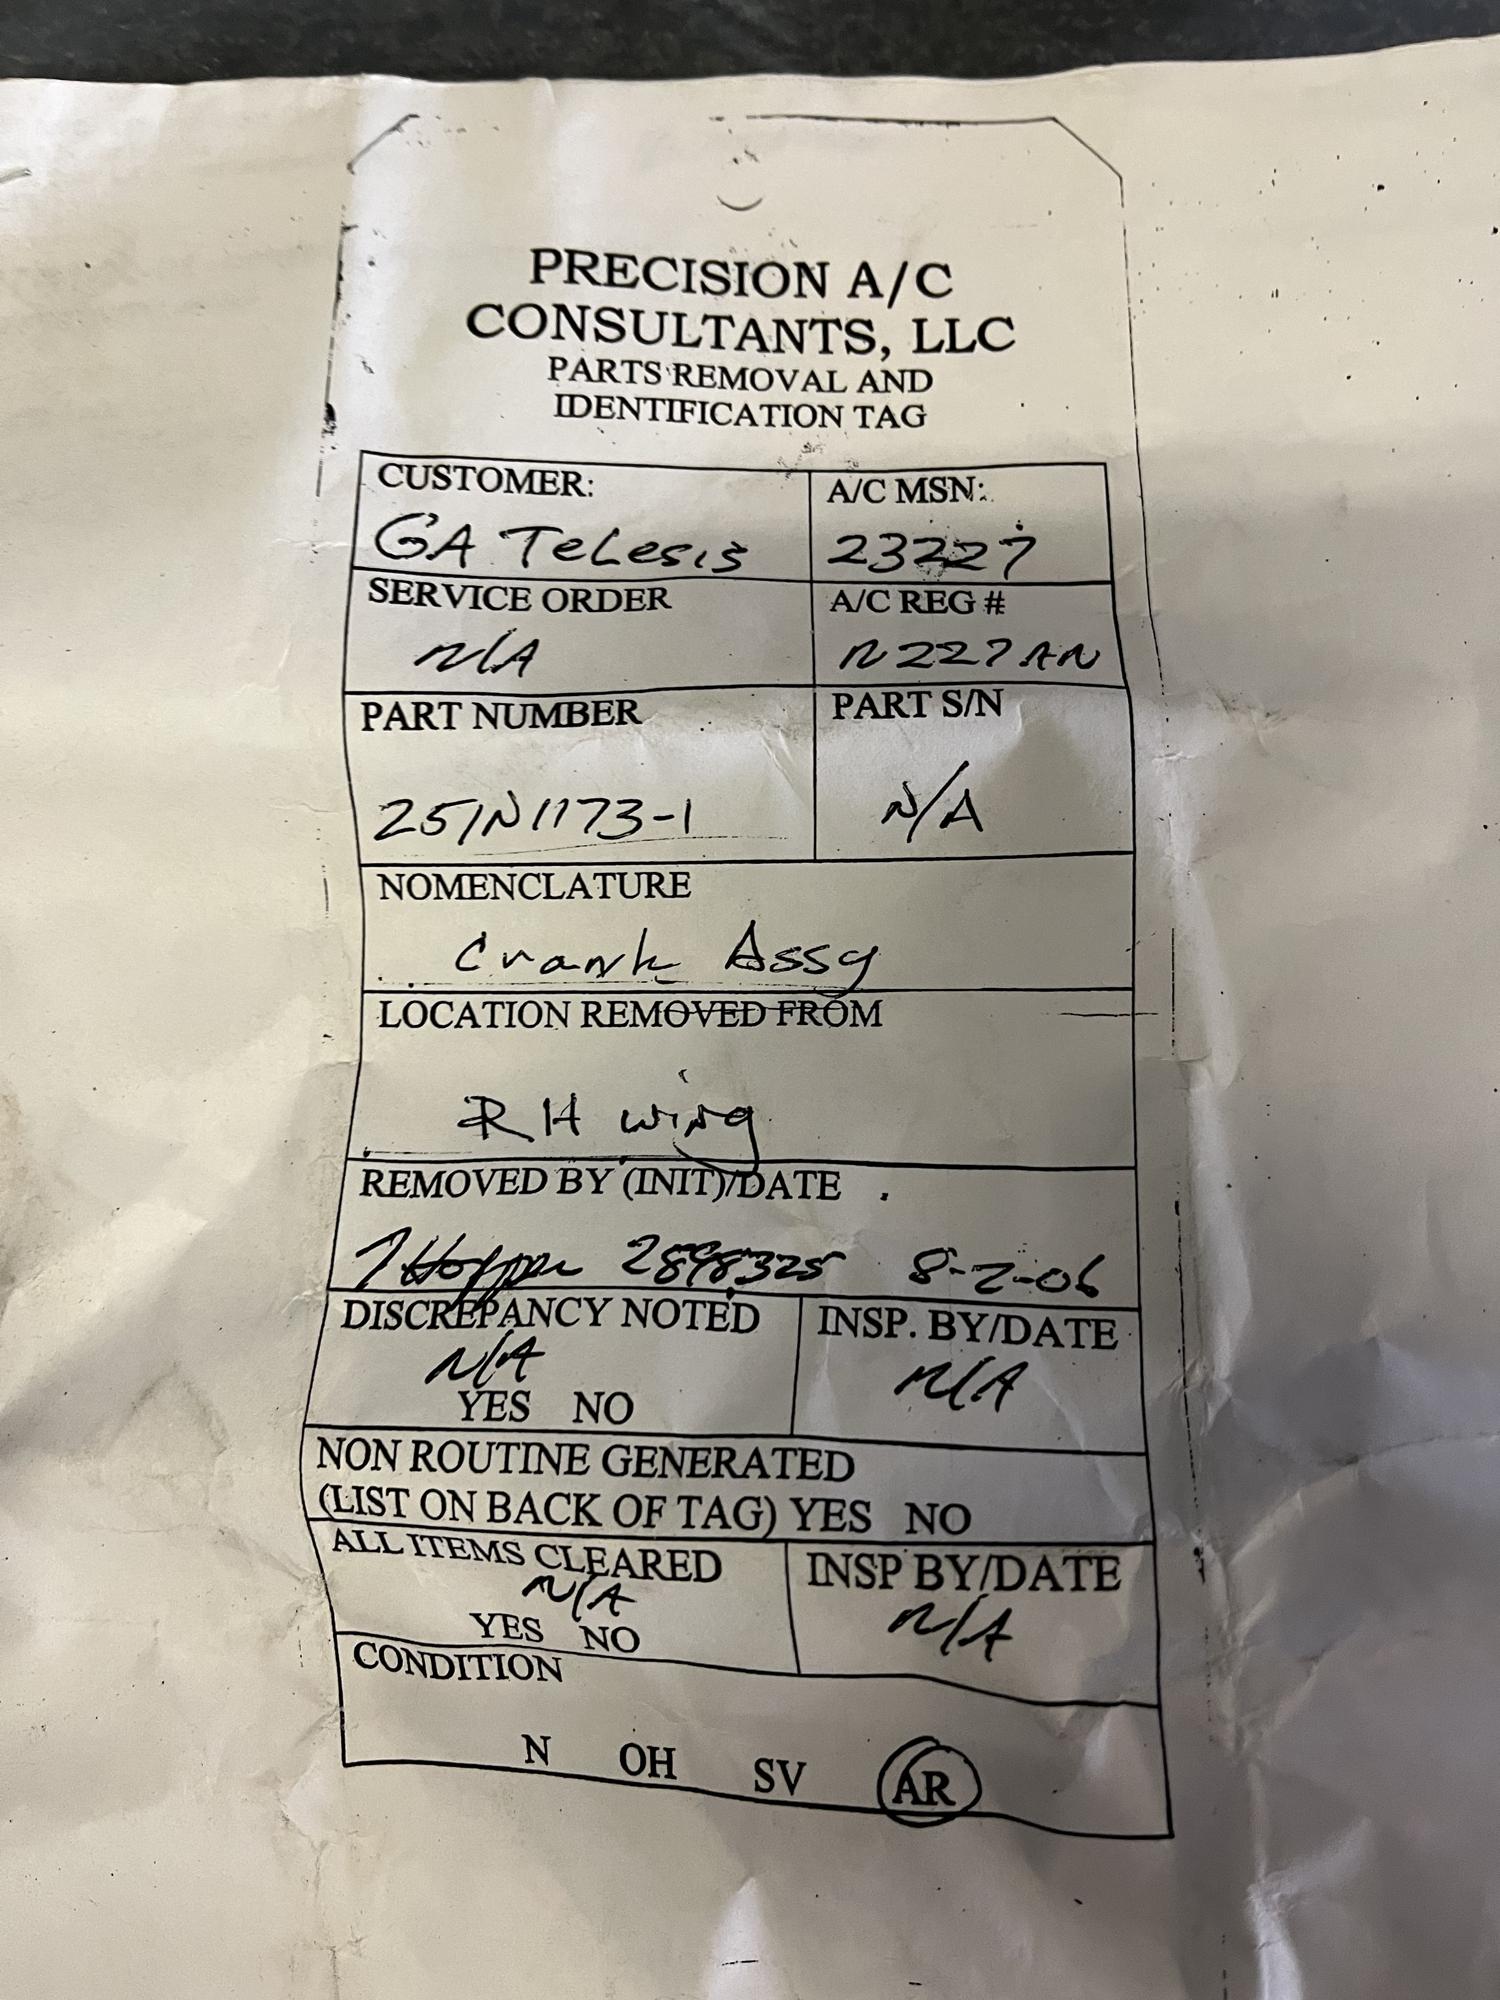 PRECISION A/C
CONSULTANTS, LLC
PARTS REMOVAL AND
IDENTIFICATION TAG
CUSTOMER: A/C MSN:
GA TeLesis 23227
SERVICE ORDER A/C REG #
N/A N227AN
PART NUMBER PART S/N
251N1173-1 N/A
NOMENCLATURE
Crank Assy
LOCATION REMOVED FROM
RH wing
REMOVED BY (INIT)/DATE
Hopper 2898325 8-2-06
DISCREPANCY NOTED INSP. BY/DATE
N/A N/A
YES NO
NON ROUTINE GENERATED
(LIST ON BACK OF TAG) YES NO
ALL ITEMS CLEARED INSP BY/DATE
N/A N/A
YES NO
CONDITION
N OH SV AR